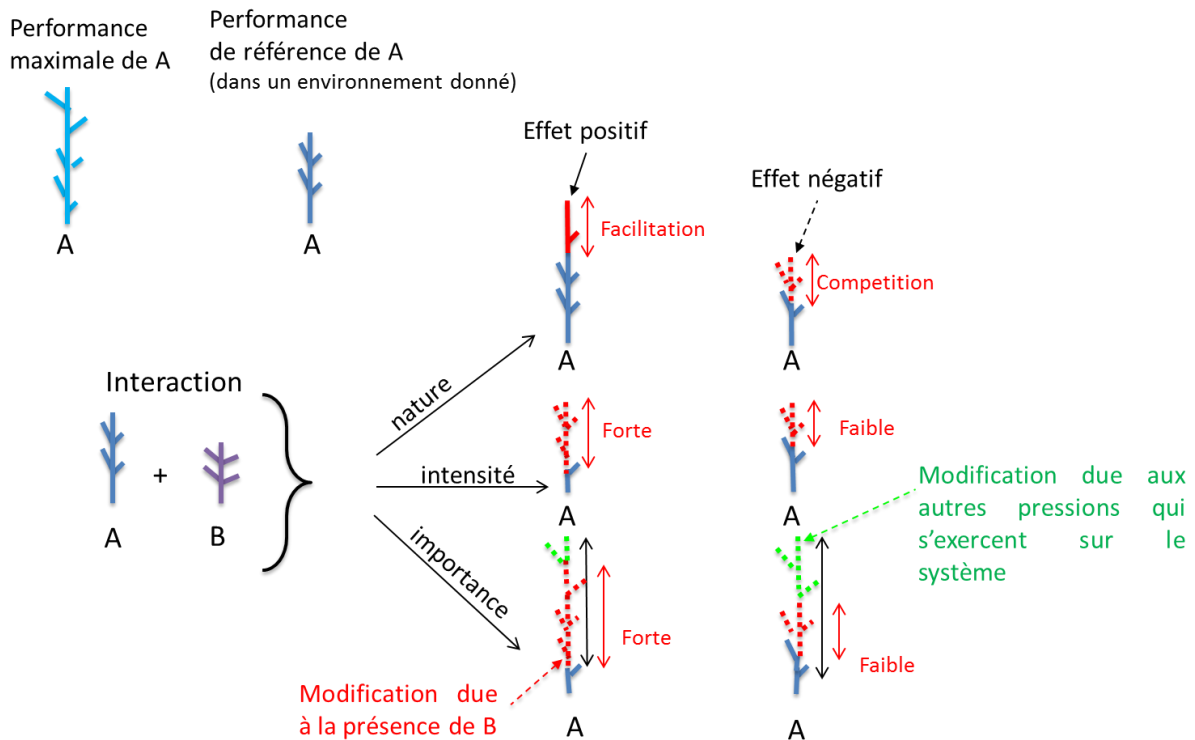 Performance
maximale de A
Performance
de référence de A
(dans un environnement donné)
A
A
Effet positif
Effet négatif
Facilitation
Competition
A
A
Interaction
A
+
B
nature
intensité
importance
Forte
Faible
A
A
Modification due aux
autres pressions qui
s'exercent sur le
système
Forte
Faible
Modification due
à la présence de B
A
A